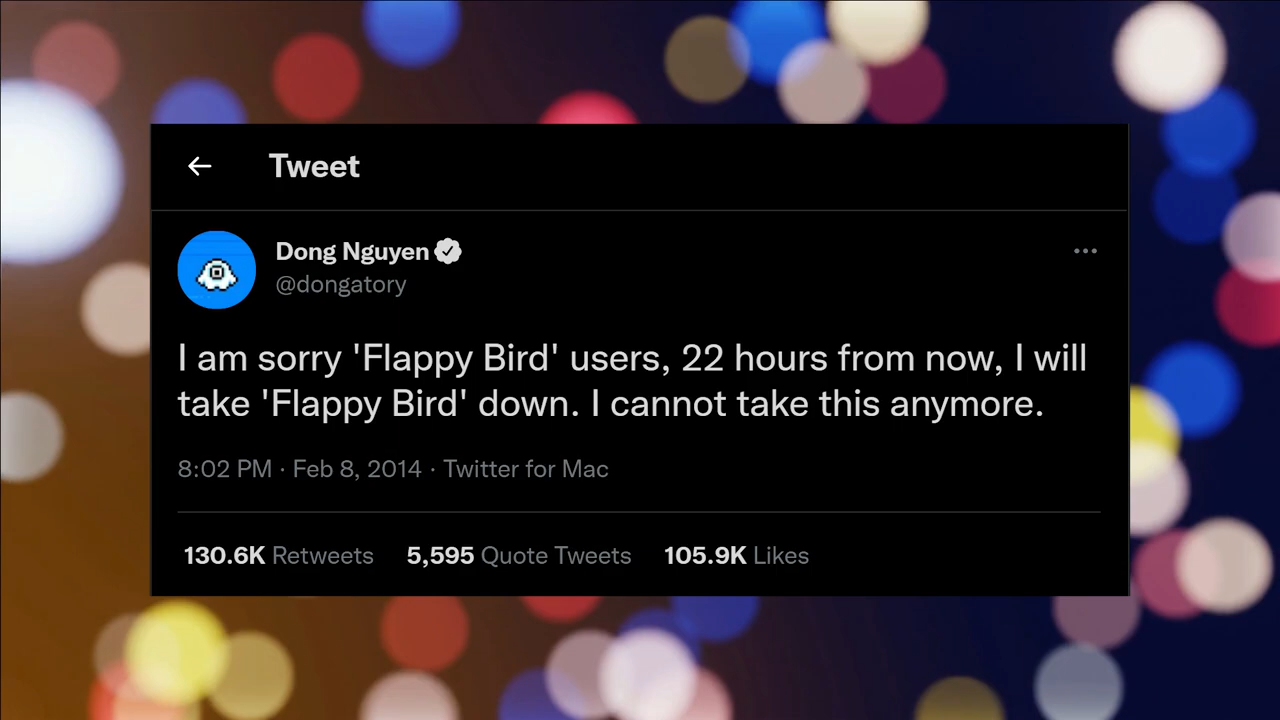 Tweet
Dong Nguyen
@dongatory
I am sorry 'Flappy Bird' users, 22 hours from now, I will
take 'Flappy Bird' down. I cannot take this anymore.
8:02 PM · Feb 8, 2014 · Twitter for Mac
130.6K Retweets 5,595 Quote Tweets 105.9K Likes